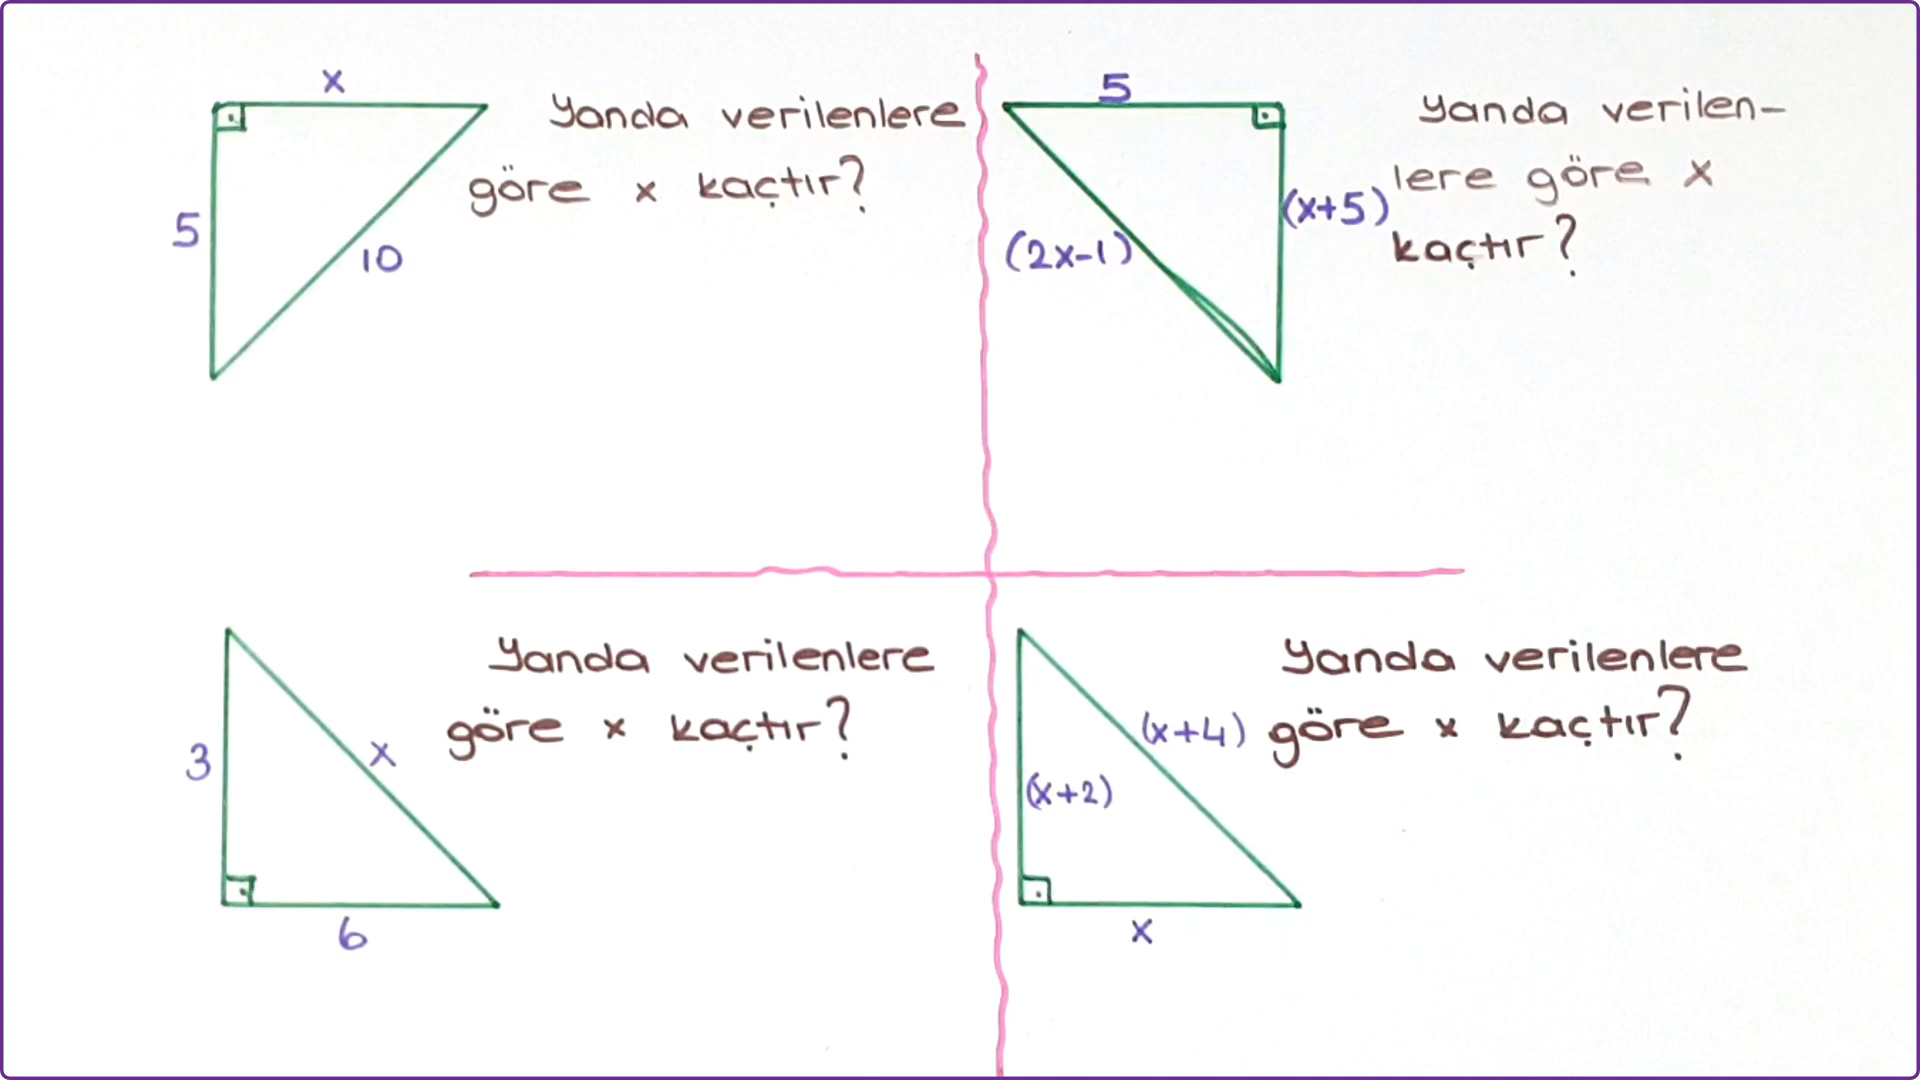 x
Yanda verilenlere
göre x kaçtır?
5
10
5
Yanda verilen-
lere göre x
kaçtır?
(x+5)
(2x-1)
Yanda verilenlere
göre x kaçtır?
3
x
6
Yanda verilenlere
göre x kaçtır?
(x+4)
(x+2)
x